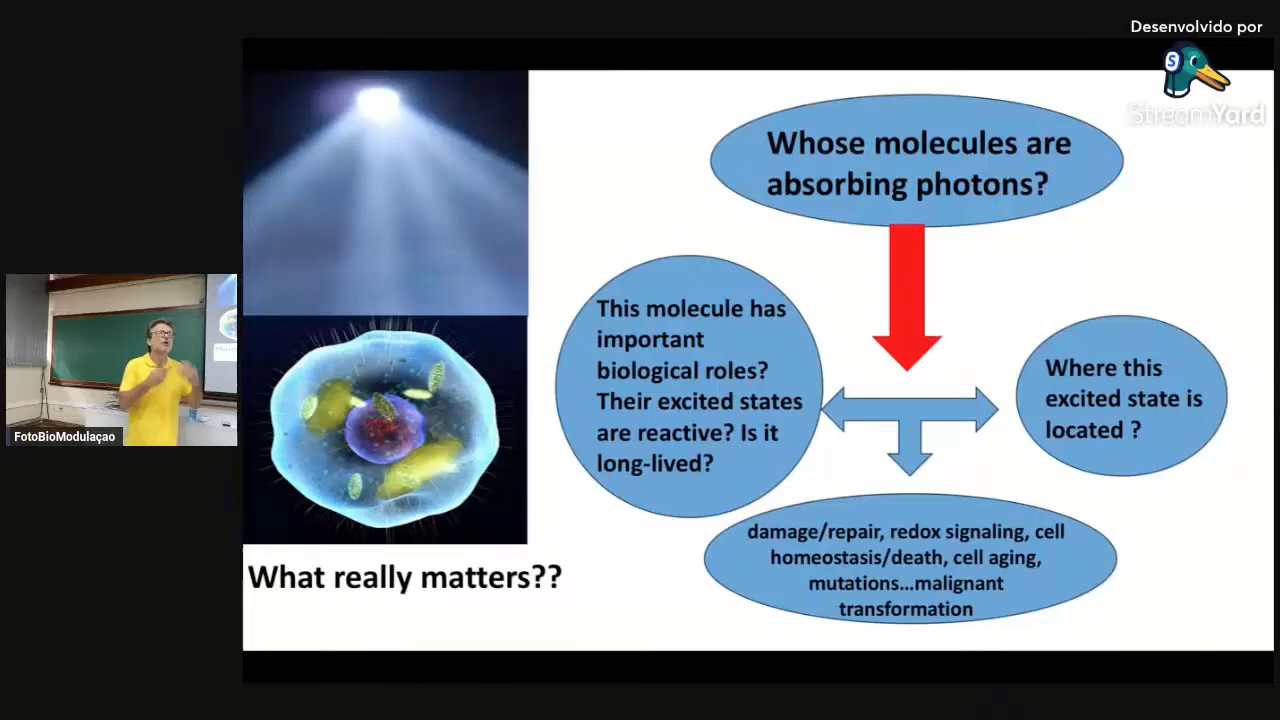 Desenvolvido por
S
StreamYard
Whose molecules are
absorbing photons?
This molecule has
important
biological roles?
Their excited states
are reactive? Is it
long-lived?
Where this
excited state is
located ?
damage/repair, redox signaling, cell
homeostasis/death, cell aging,
mutations...malignant
transformation
What really matters??
FotoBioModulaçao